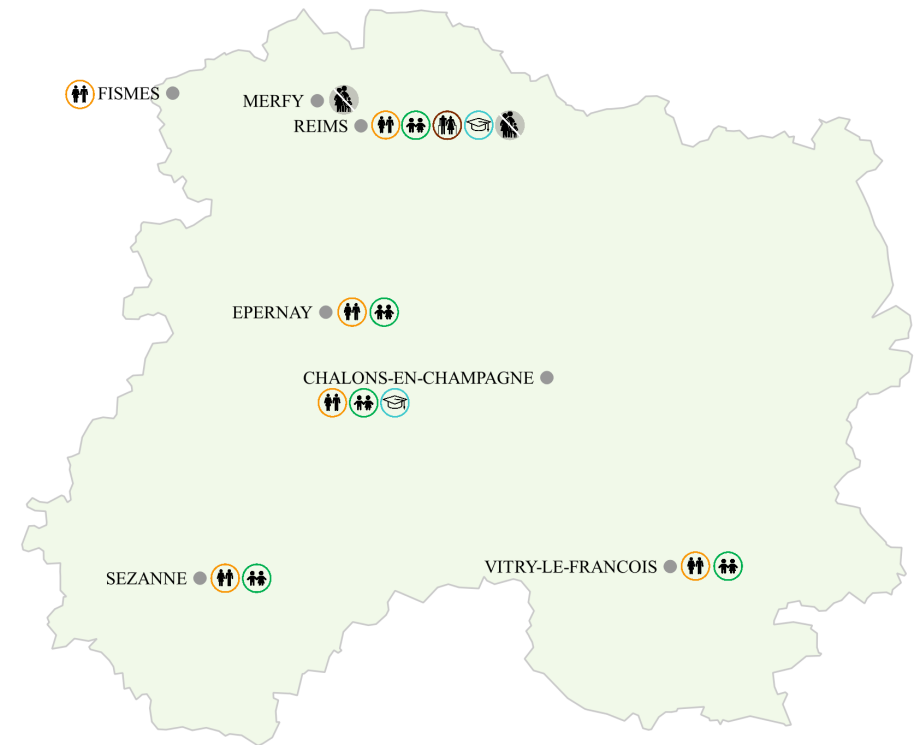 FISMES
MERFY
REIMS
EPERNAY
CHALONS-EN-CHAMPAGNE
VITRY-LE-FRANCOIS
SEZANNE